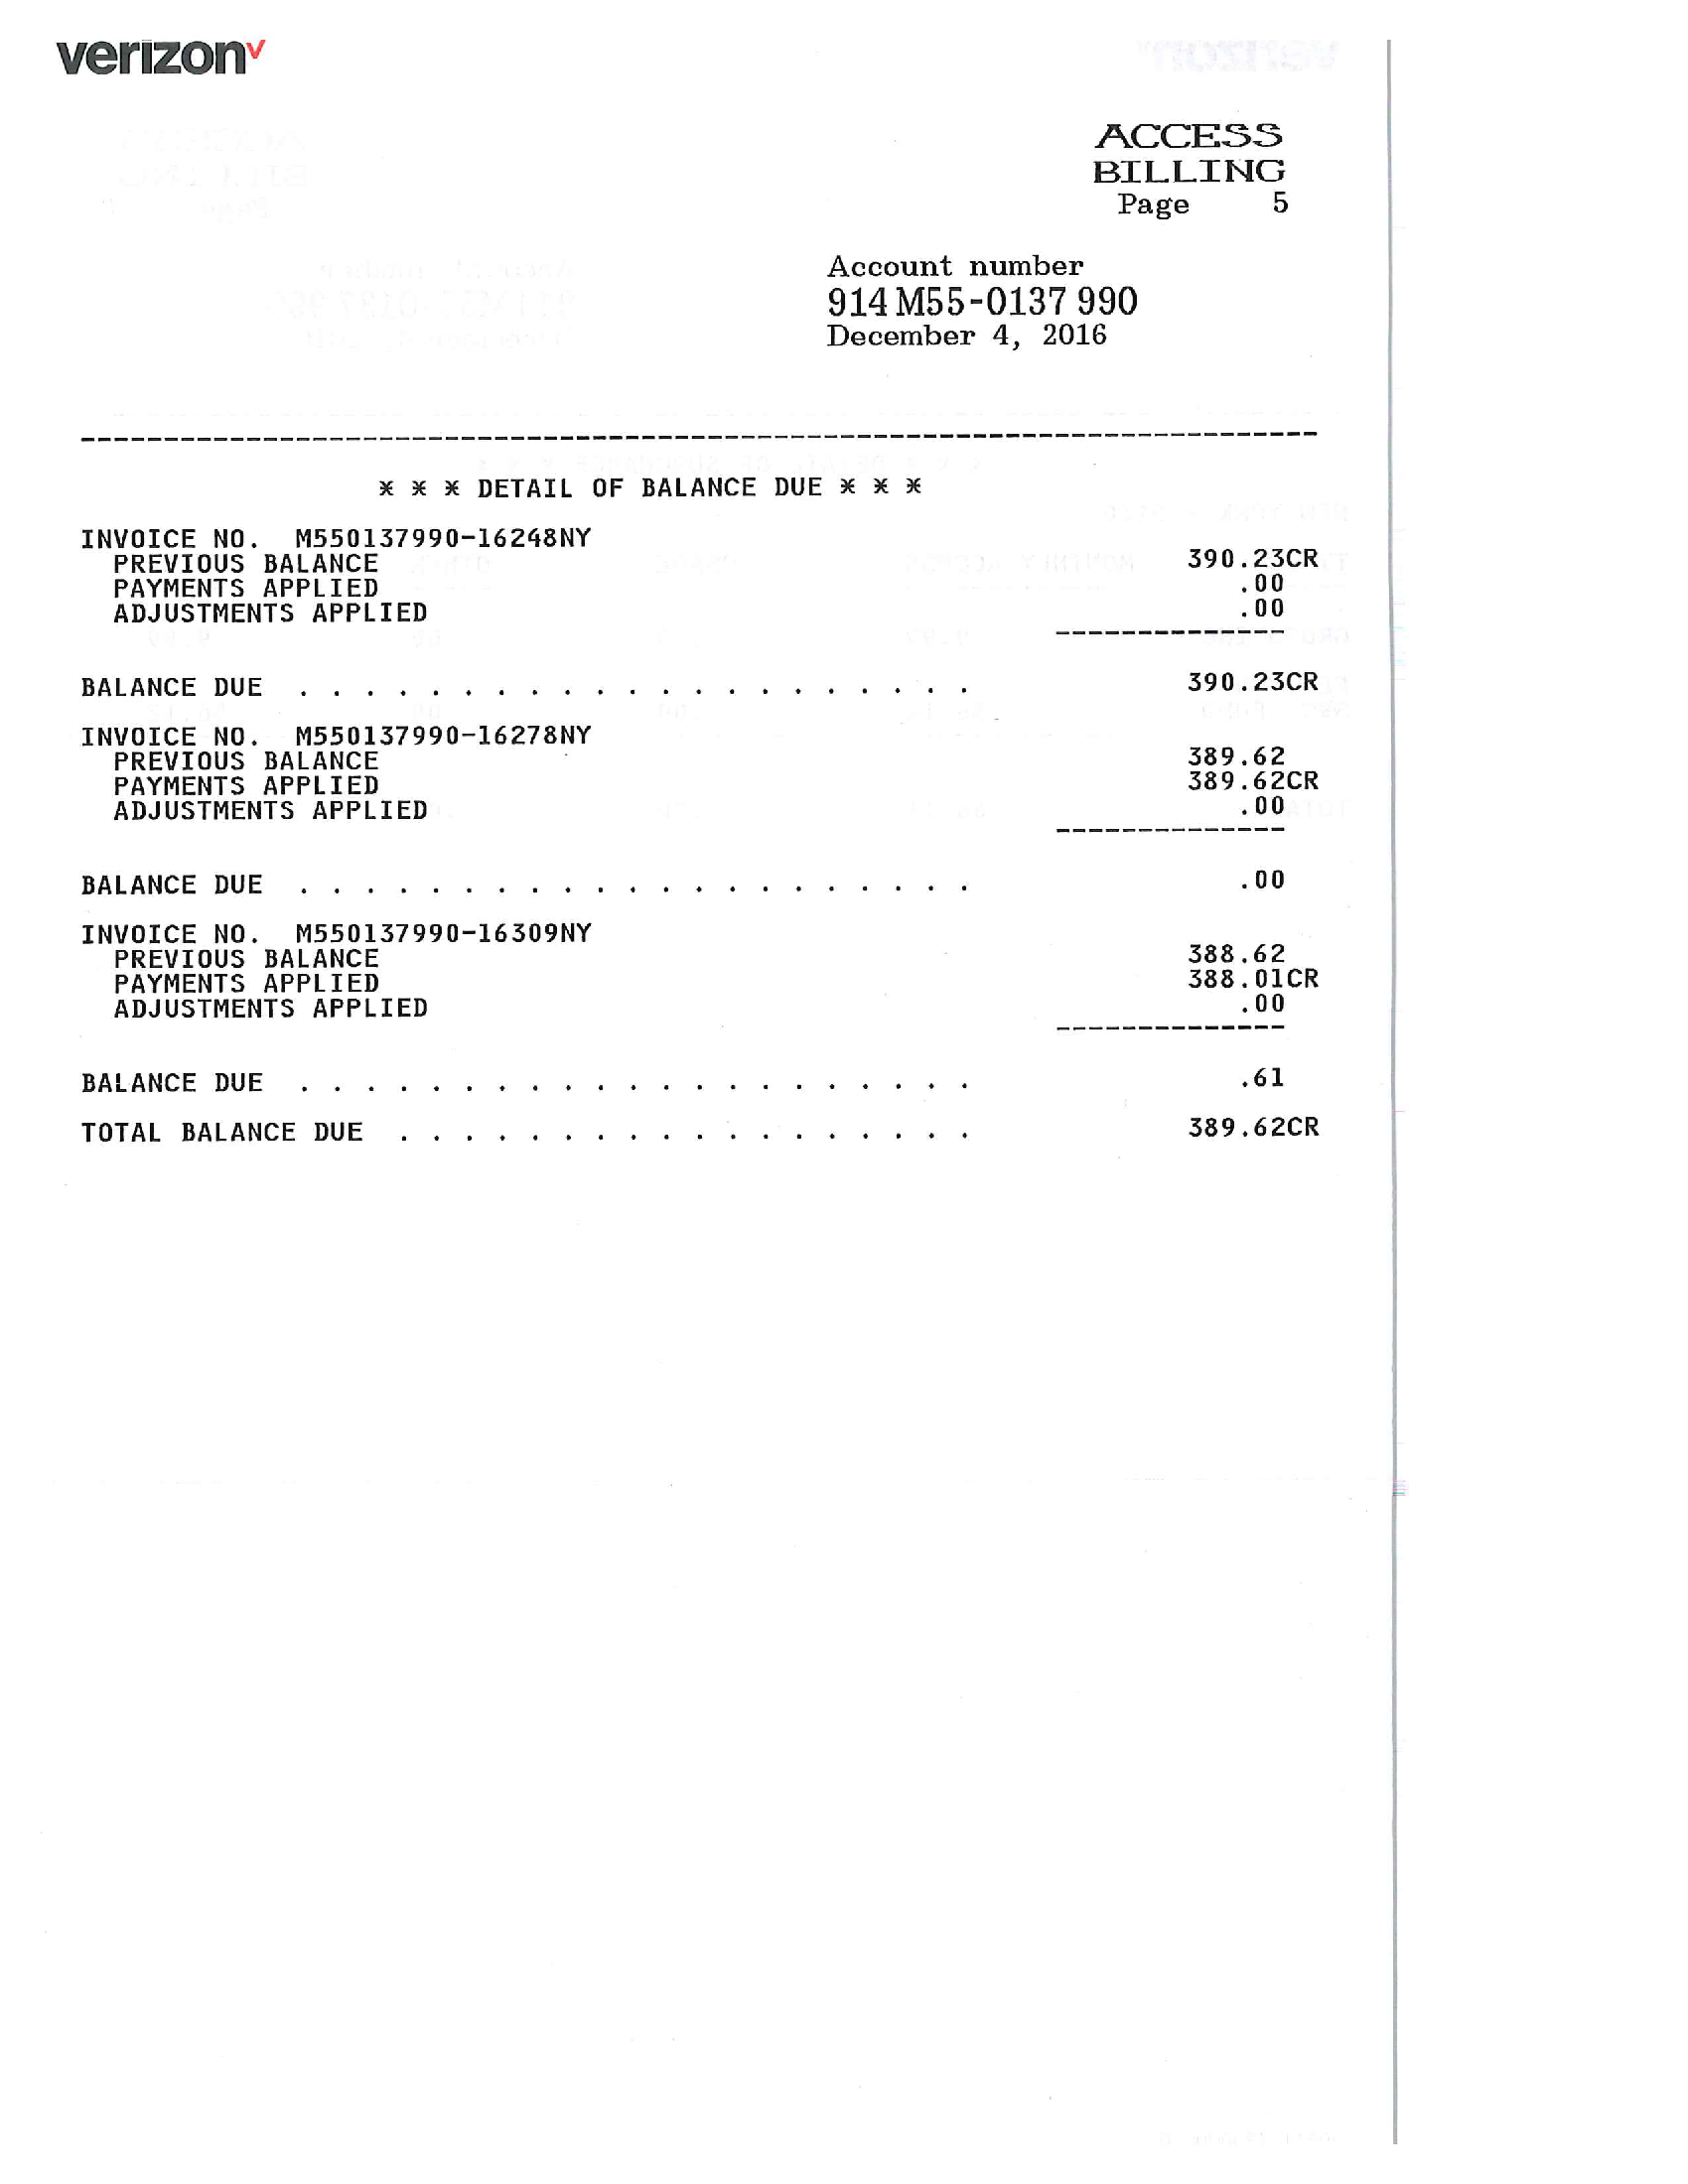 verizon
ACCESS
BILLING
Page 5
Account number
914 M55-0137 990
December 4, 2016
* * * DETAIL OF BALANCE DUE * * *
INVOICE NO. M550137990-16248NY
PREVIOUS BALANCE 390.23CR
PAYMENTS APPLIED .00
ADJUSTMENTS APPLIED .00
BALANCE DUE . . . . . . . . . . . . . . . . . . . . . 390.23CR
INVOICE NO. M550137990-16278NY
PREVIOUS BALANCE 389.62
PAYMENTS APPLIED 389.62CR
ADJUSTMENTS APPLIED .00
BALANCE DUE . . . . . . . . . . . . . . . . . . . . . .00
INVOICE NO. M550137990-16309NY
PREVIOUS BALANCE 388.62
PAYMENTS APPLIED 388.01CR
ADJUSTMENTS APPLIED .00
BALANCE DUE . . . . . . . . . . . . . . . . . . . . . .61
TOTAL BALANCE DUE . . . . . . . . . . . . . . . . . . 389.62CR